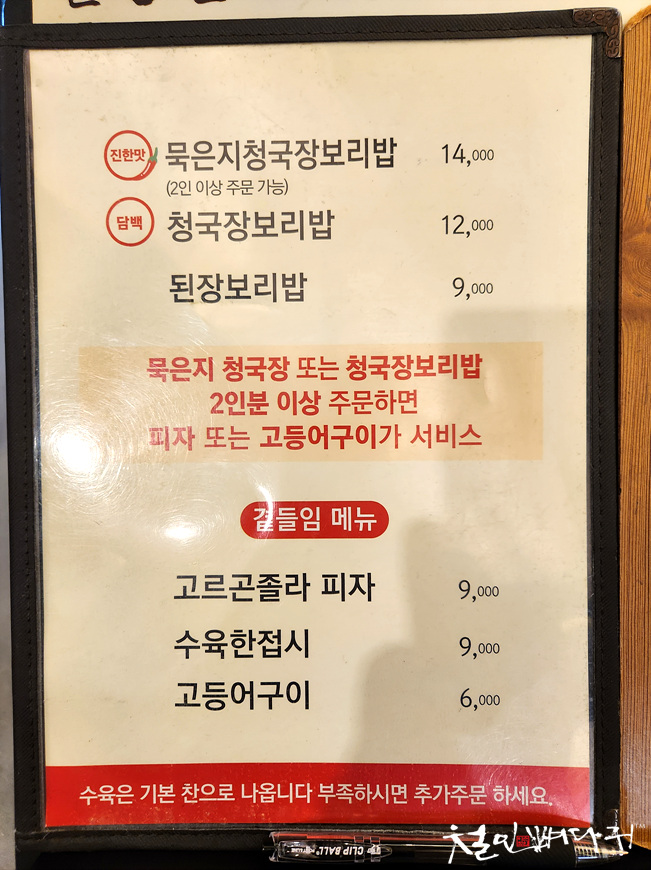 진한맛 묵은지청국장보리밥 14,000
(2인 이상 주문 가능)
담백 청국장보리밥 12,000
된장보리밥 9,000
묵은지 청국장 또는 청국장보리밥
2인분 이상 주문하면
피자 또는 고등어구이가 서비스
곁들임 메뉴
고르곤졸라 피자 9,000
수육한접시 9,000
고등어구이 6,000
수육은 기본 찬으로 나옵니다 부족하시면 추가주문 하세요.
CLIP BALL